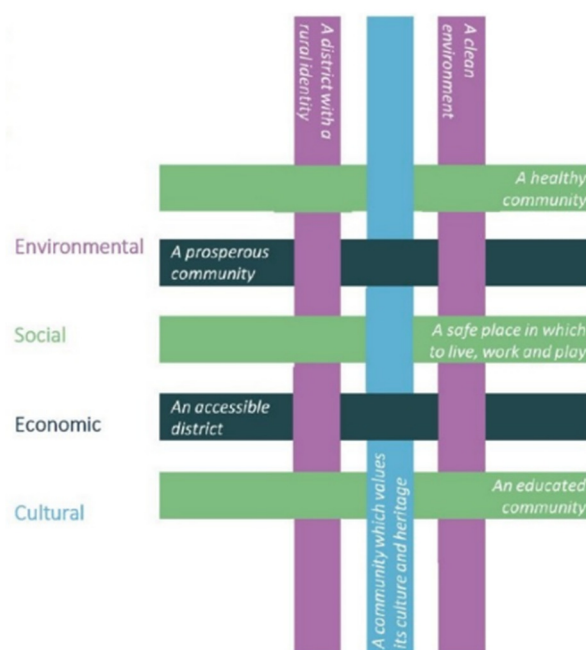 A district with a
rural identity
A clean
environment
A healthy
community
Environmental
A prosperous
community
Social
A safe place in which
to live, work and play
Economic
An accessible
district
Cultural
A community which values
its culture and heritage
An educated
community